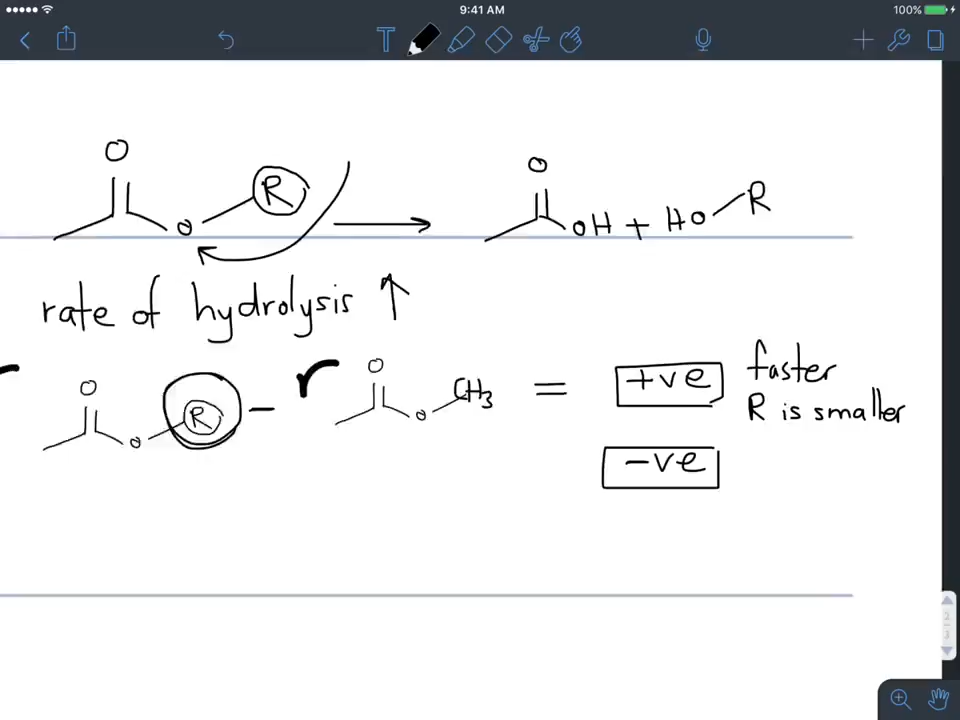 9:41 AM
100%
T
O
O
R
O
OH + HO R
rate of hydrolysis ↑
r O CH3 = +ve faster
O R - O R is smaller
-ve